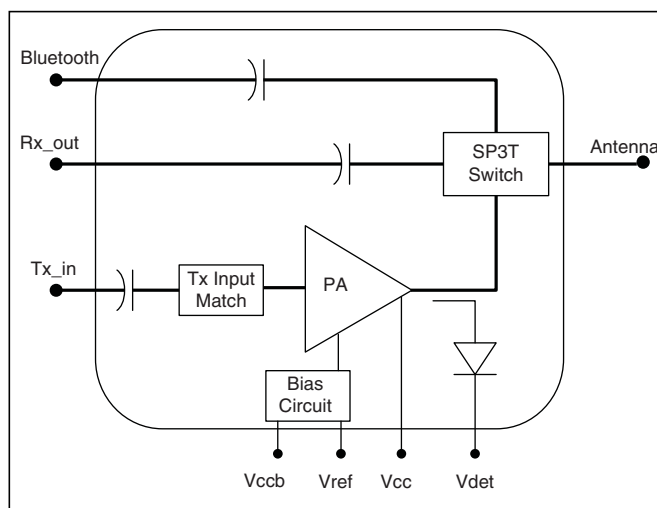 Bluetooth
Rx_out
SP3T
Switch
Antenna
Tx_in
Tx Input
Match
PA
Bias
Circuit
Vccb
Vref
Vcc
Vdet